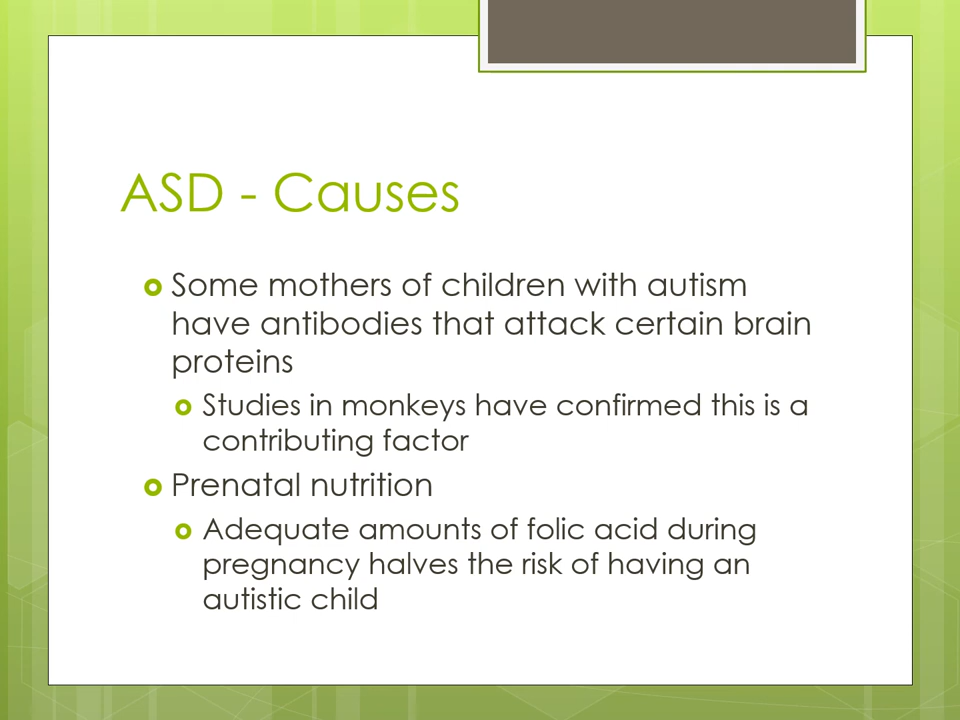 ASD - Causes
Some mothers of children with autism
have antibodies that attack certain brain
proteins
Studies in monkeys have confirmed this is a
contributing factor
Prenatal nutrition
Adequate amounts of folic acid during
pregnancy halves the risk of having an
autistic child